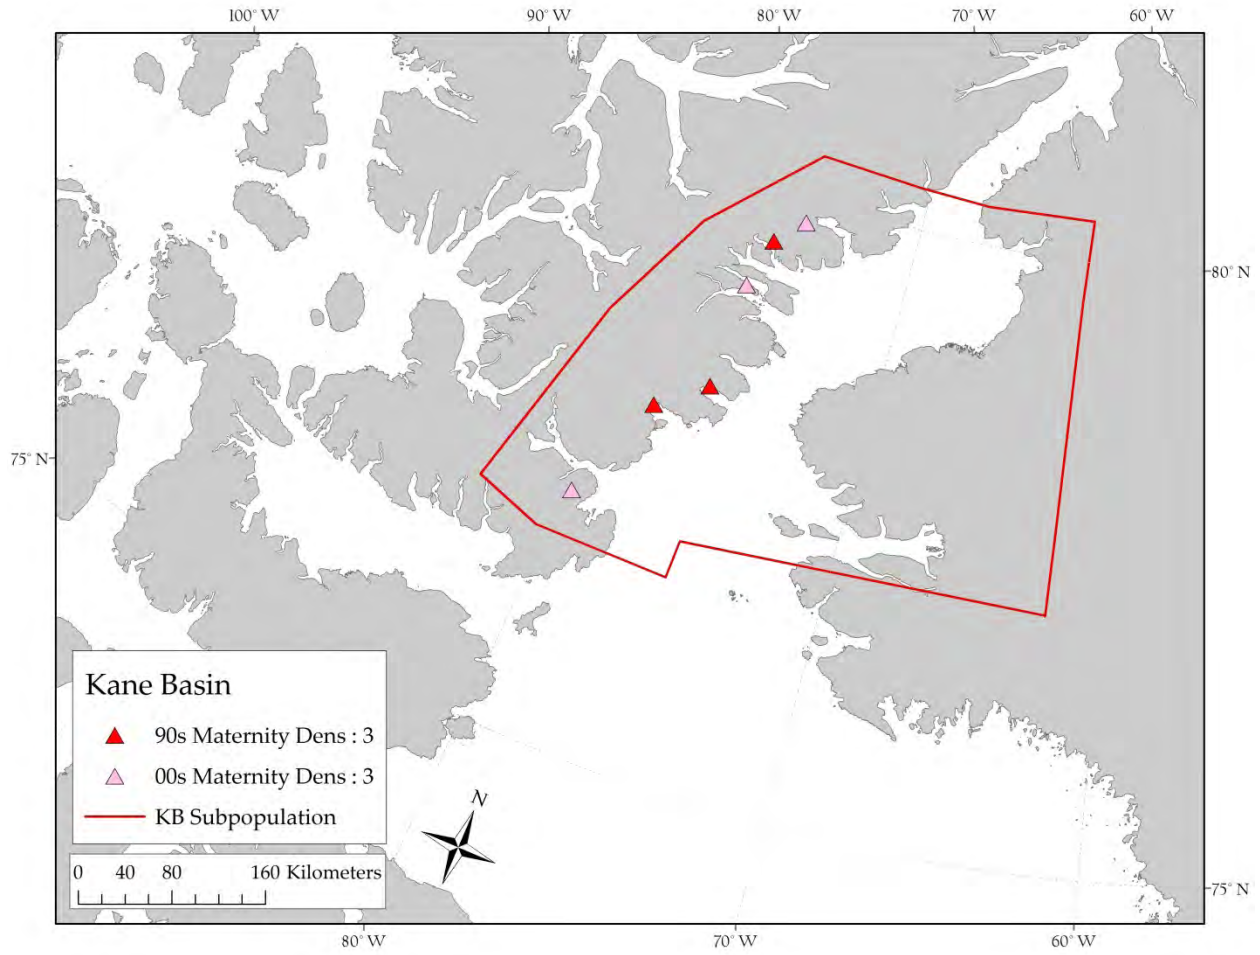 100° W 90° W 80° W 70° W 60° W
80° N
75° N
Kane Basin
90s Maternity Dens : 3
00s Maternity Dens : 3
KB Subpopulation
N
0 40 80 160 Kilometers
75° N
80° W 70° W 60° W